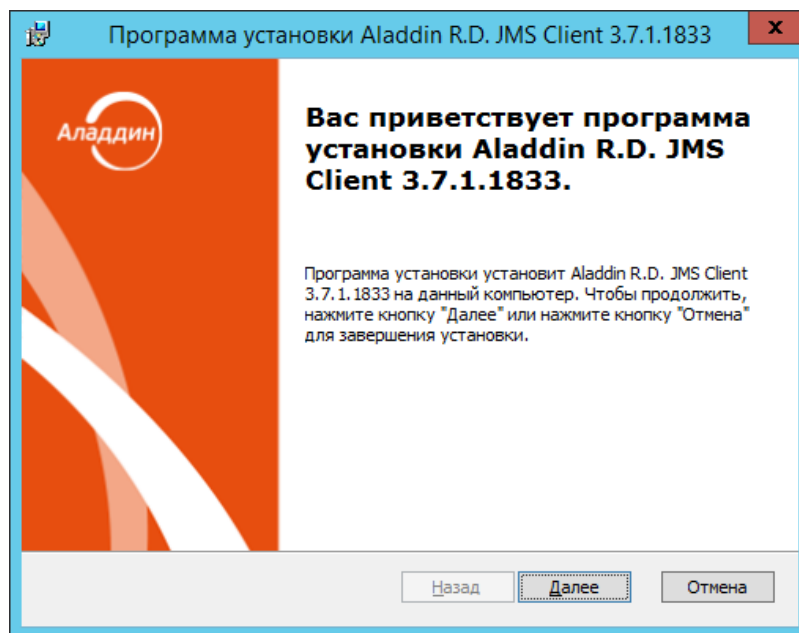 Программа установки Aladdin R.D. JMS Client 3.7.1.1833
x
Аладдин
Вас приветствует программа
установки Aladdin R.D. JMS
Client 3.7.1.1833.
Программа установки установит Aladdin R.D. JMS Client
3.7.1.1833 на данный компьютер. Чтобы продолжить,
нажмите кнопку "Далее" или нажмите кнопку "Отмена"
для завершения установки.
Назад Далее Отмена